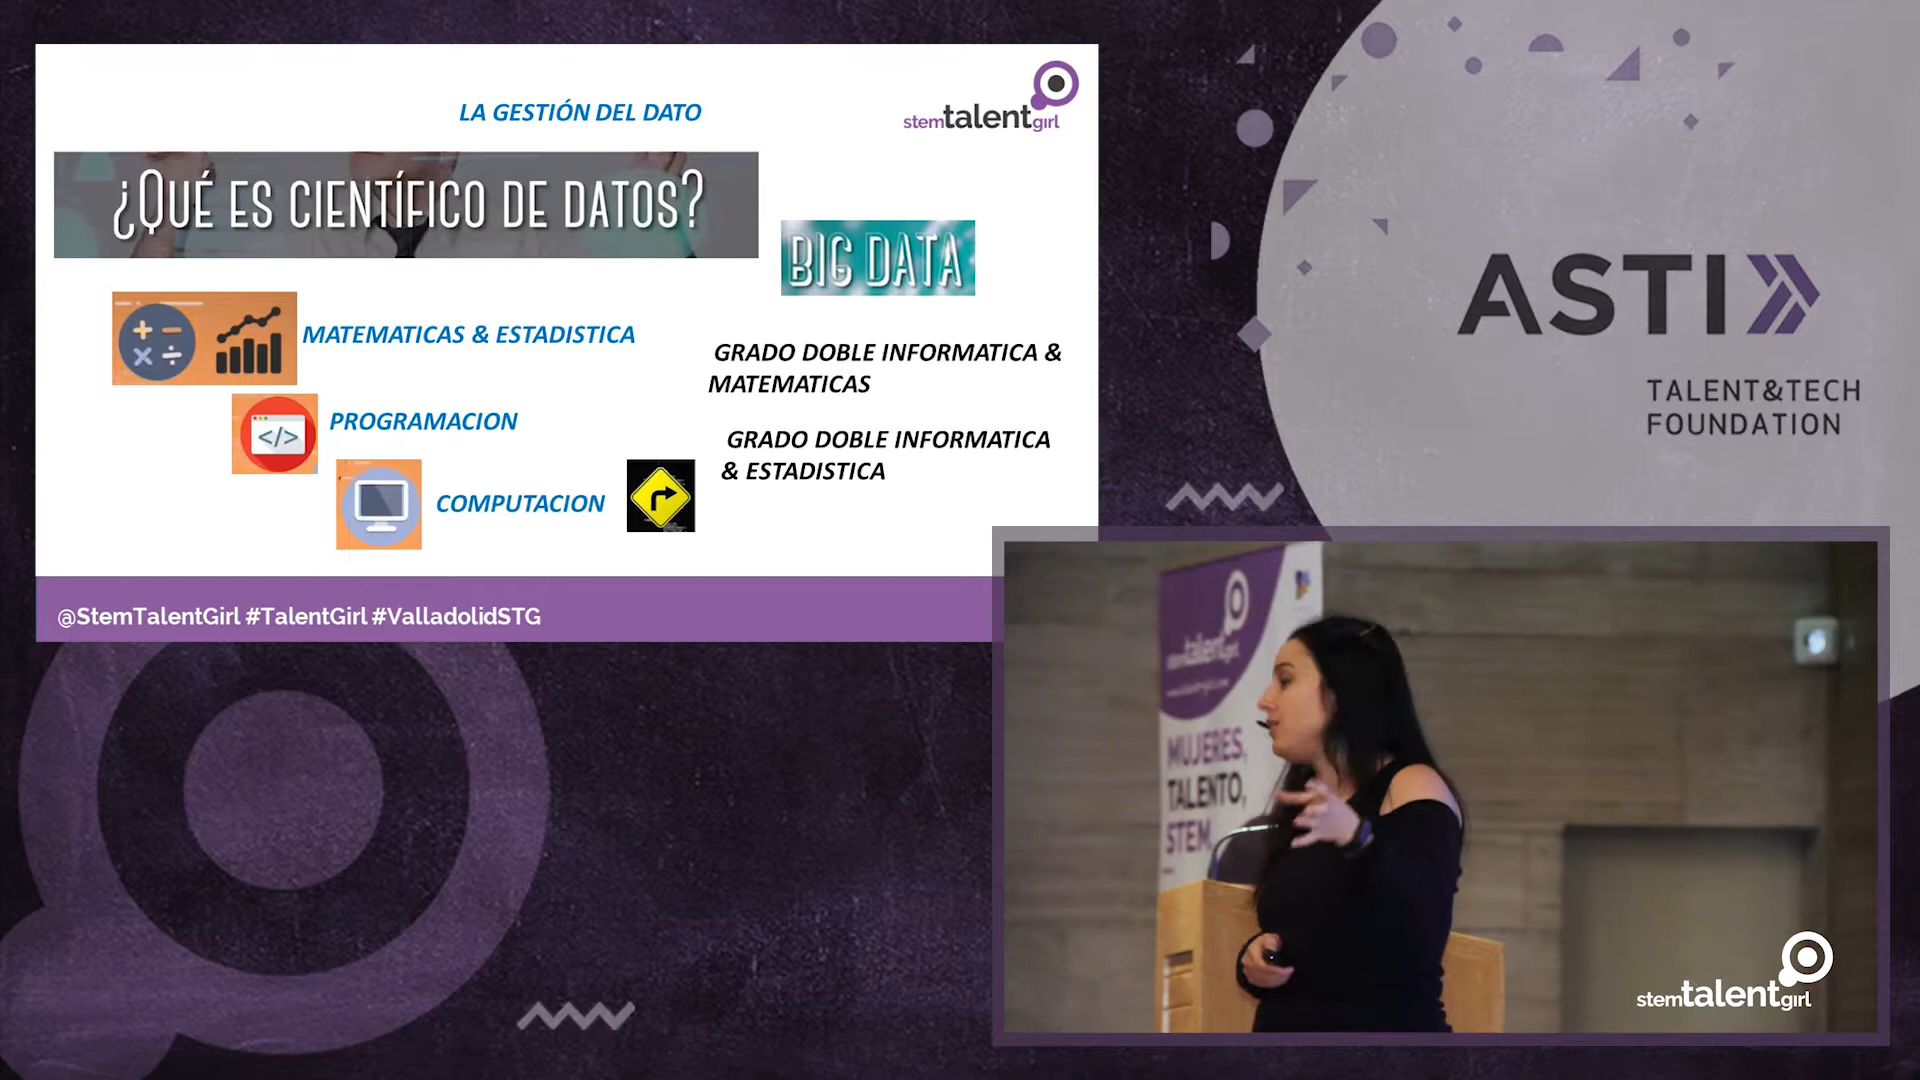 LA GESTIÓN DEL DATO
stemtalentgirl
¿QUÉ ES CIENTÍFICO DE DATOS?
BIG DATA
MATEMATICAS & ESTADISTICA
GRADO DOBLE INFORMATICA &
MATEMATICAS
PROGRAMACION
</>
GRADO DOBLE INFORMATICA
& ESTADISTICA
COMPUTACION
@StemTalentGirl #TalentGirl #ValladolidSTG
ASTI
TALENT&TECH
FOUNDATION
stemtalentgirl
MUJERES,
TALENTO,
STEM
stemtalentgirl